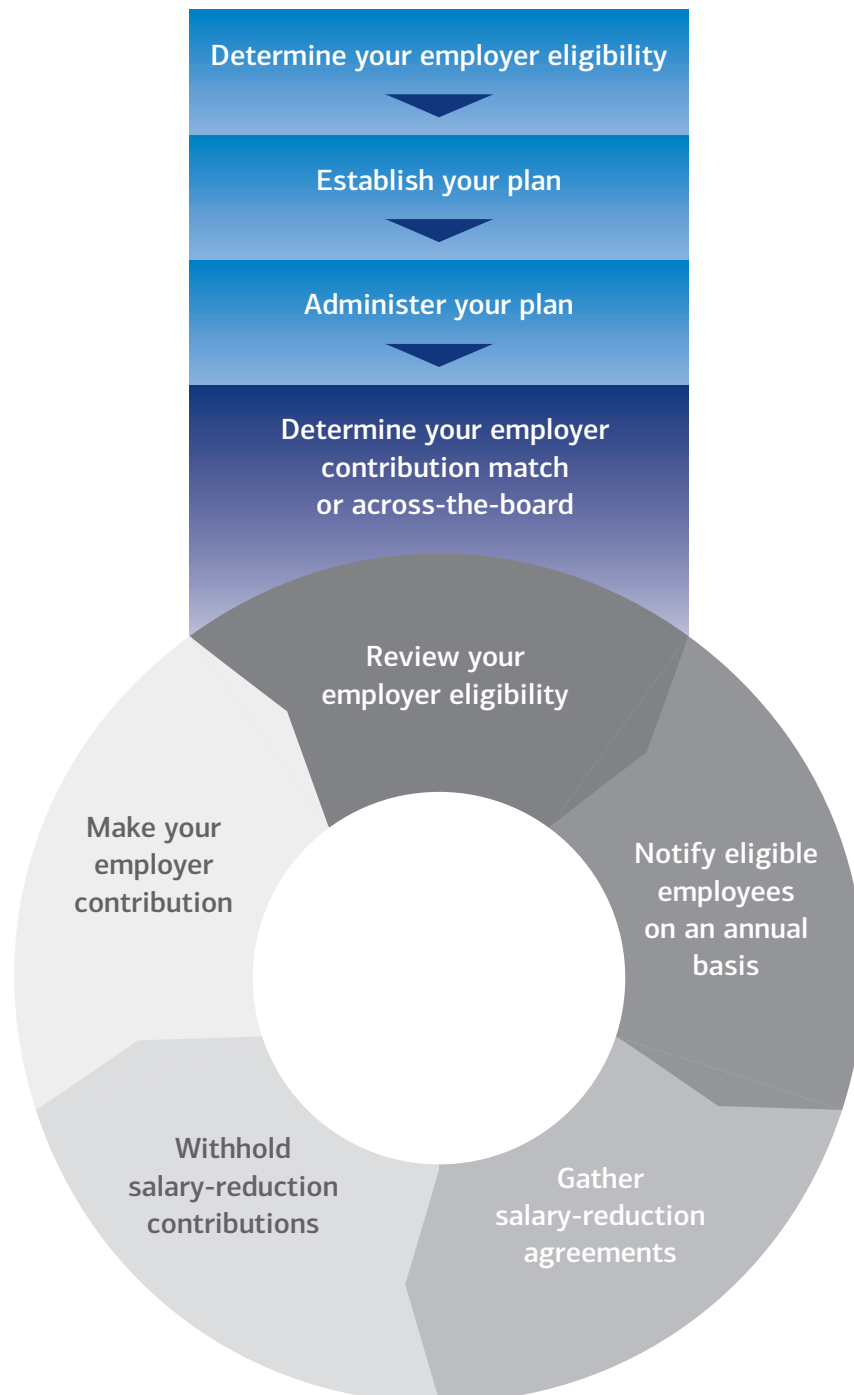 Determine your employer eligibility
Establish your plan
Administer your plan
Determine your employer
contribution match
or across-the-board
Review your
employer eligibility
Notify eligible
employees
on an annual
basis
Gather
salary-reduction
agreements
Withhold
salary-reduction
contributions
Make your
employer
contribution